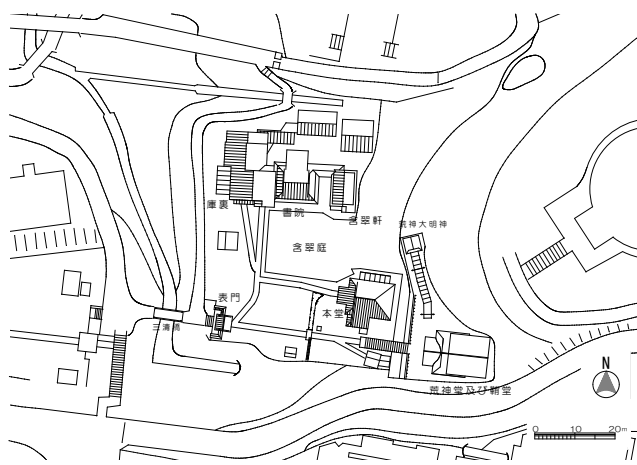 庫裏
書院
含翠軒
荒神大明神
含翠庭
表門
本堂
三溝橋
荒神堂及び鞘堂
N
0 10 20m